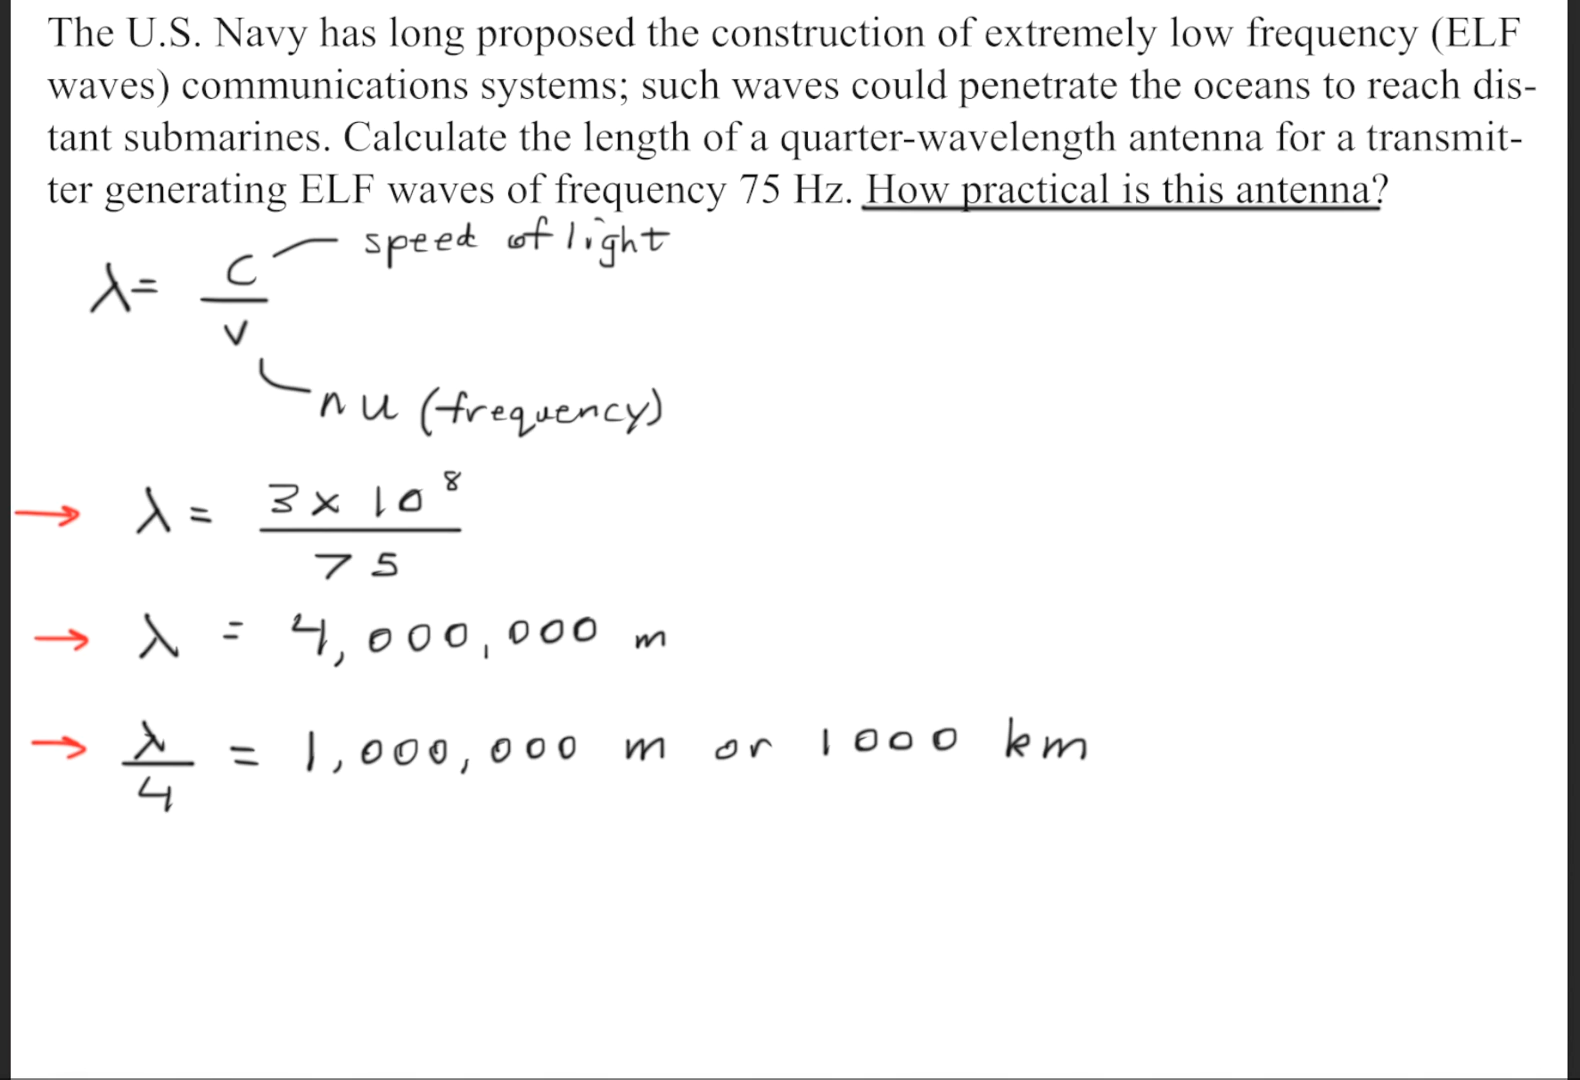 The U.S. Navy has long proposed the construction of extremely low frequency (ELF
waves) communications systems; such waves could penetrate the oceans to reach dis-
tant submarines. Calculate the length of a quarter-wavelength antenna for a transmit-
ter generating ELF waves of frequency 75 Hz. How practical is this antenna?
λ = c / ν
speed of light
nu (frequency)
→ λ = 3 × 10⁸ / 75
→ λ = 4,000,000 m
→ λ / 4 = 1,000,000 m or 1000 km